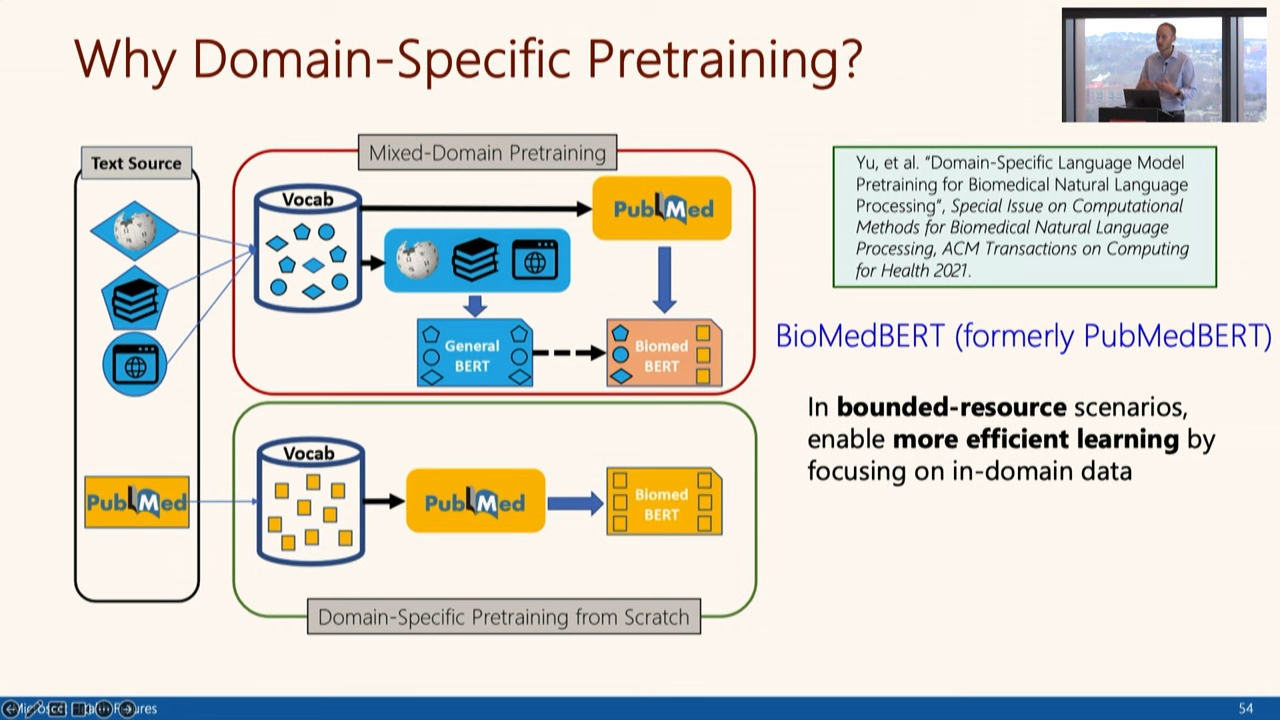 Why Domain-Specific Pretraining?
Text Source
Mixed-Domain Pretraining
Vocab
PubMed
General
BERT
Biomed
BERT
PubMed
Vocab
PubMed
Biomed
BERT
Domain-Specific Pretraining from Scratch
Yu, et al. "Domain-Specific Language Model
Pretraining for Biomedical Natural Language
Processing", Special Issue on Computational
Methods for Biomedical Natural Language
Processing, ACM Transactions on Computing
for Health 2021.
BioMedBERT (formerly PubMedBERT)
In bounded-resource scenarios,
enable more efficient learning by
focusing on in-domain data
54